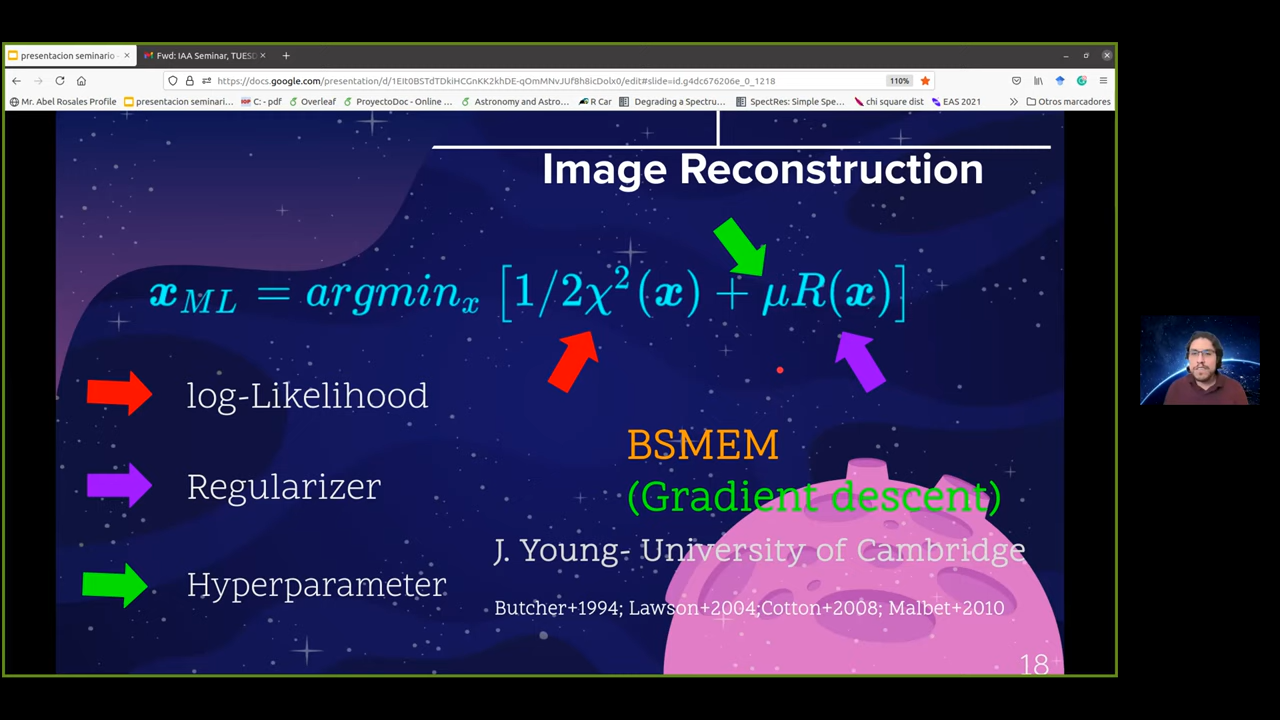 presentacion seminario
Fwd: IAA Seminar, TUESD
https://docs.google.com/presentation/d/1EIt0BSTdTDkiHCGnKK2khDE-qOmMNvJUf8h8icDolx0/edit#slide=id.g4dc676206e_0_1218
110%
Mr. Abel Rosales Profile
presentacion seminari...
C: - pdf
Overleaf
ProyectoDoc - Online ...
Astronomy and Astro...
R Car
Degrading a Spectru...
SpectRes: Simple Spe...
chi square dist
EAS 2021
Otros marcadores
Image Reconstruction
x_ML = argmin_x [1/2χ²(x) + μR(x)]
log-Likelihood
Regularizer
Hyperparameter
BSMEM
(Gradient descent)
J. Young- University of Cambridge
Butcher+1994; Lawson+2004;Cotton+2008; Malbet+2010
18